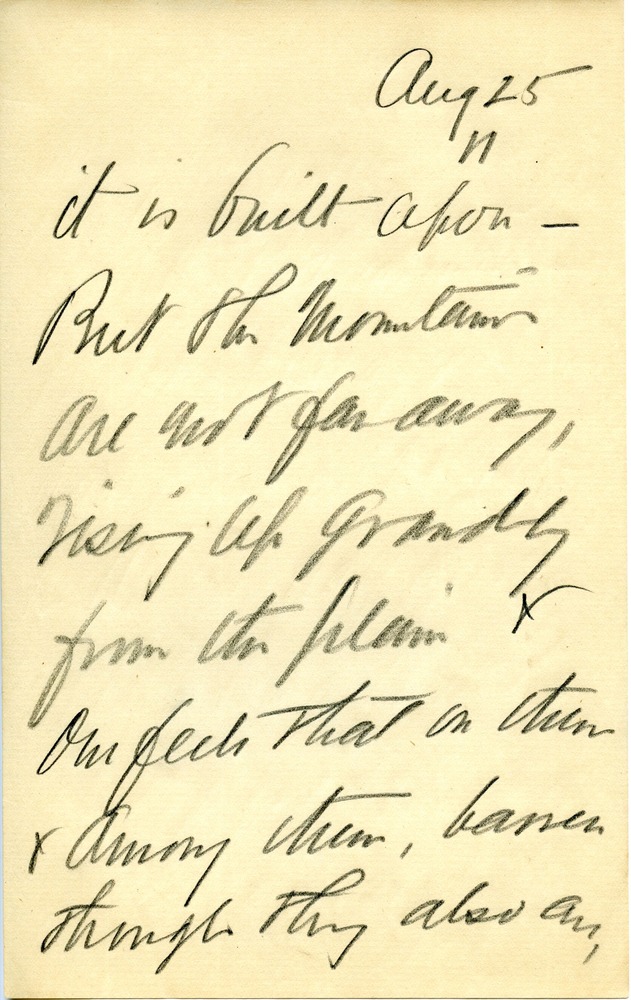 Aug 25
11
it is built upon —
But the Mountains
are not far away,
rising up grandly
from the plain x
One feels that on them
x among them, barren
though they also are,